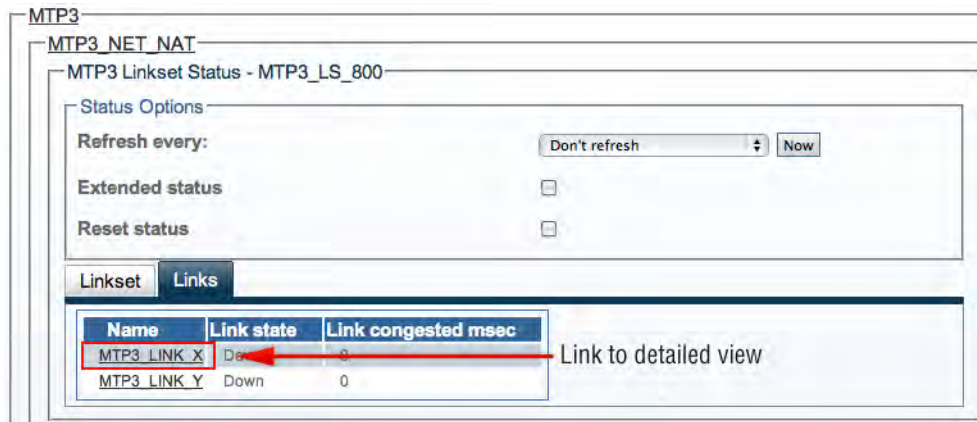 MTP3
MTP3_NET_NAT
MTP3 Linkset Status - MTP3_LS_800
Status Options
Refresh every: Don't refresh Now
Extended status
Reset status
Linkset Links
Name Link state Link congested msec
MTP3_LINK_X Link to detailed view
MTP3_LINK_Y Down 0